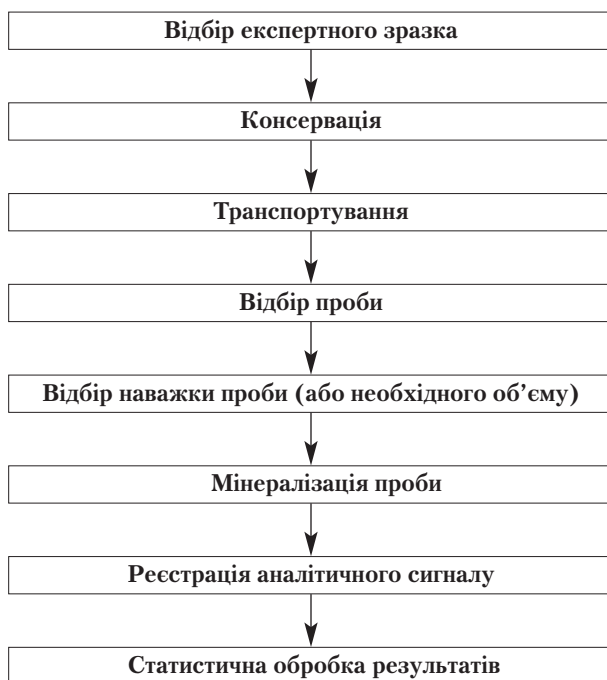 Відбір експертного зразка
Консервація
Транспортування
Відбір проби
Відбір наважки проби (або необхідного об’єму)
Мінералізація проби
Реєстрація аналітичного сигналу
Статистична обробка результатів